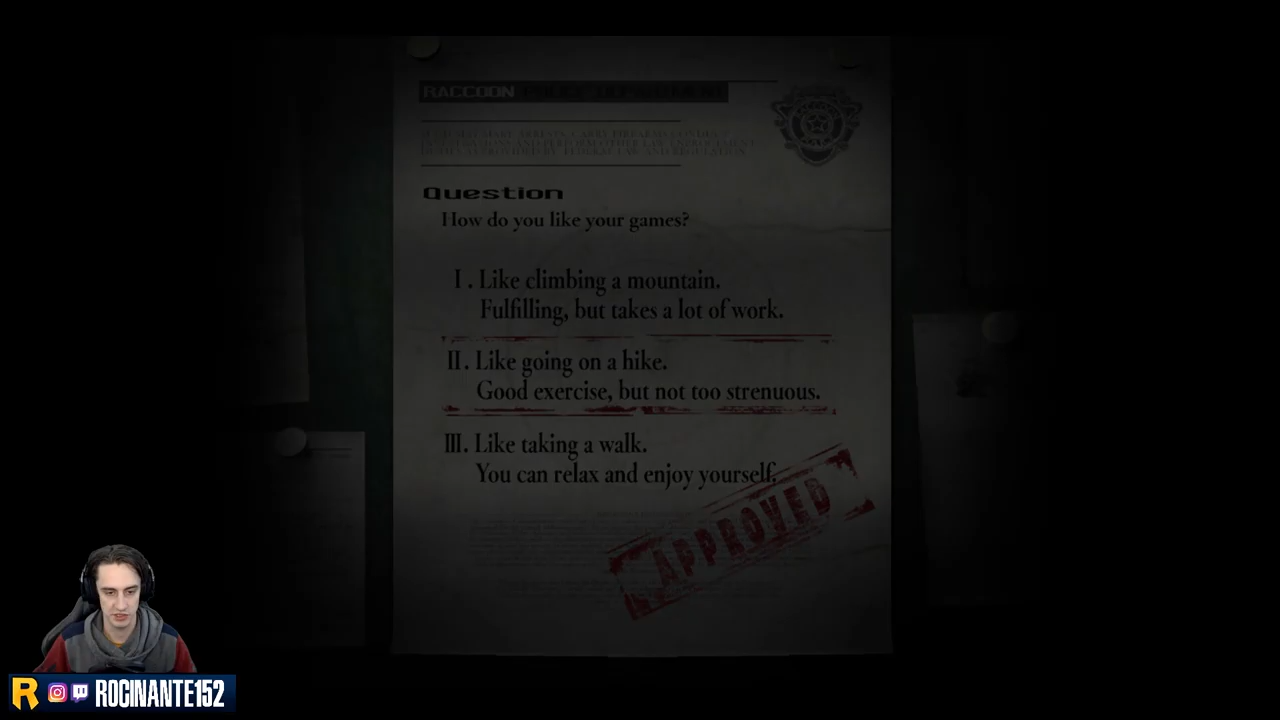 RACCOON POLICE DEPARTMENT
Question
How do you like your games?
I. Like climbing a mountain.
Fulfilling, but takes a lot of work.
II. Like going on a hike.
Good exercise, but not too strenuous.
III. Like taking a walk.
You can relax and enjoy yourself.
APPROVED
R ROCINANTE152